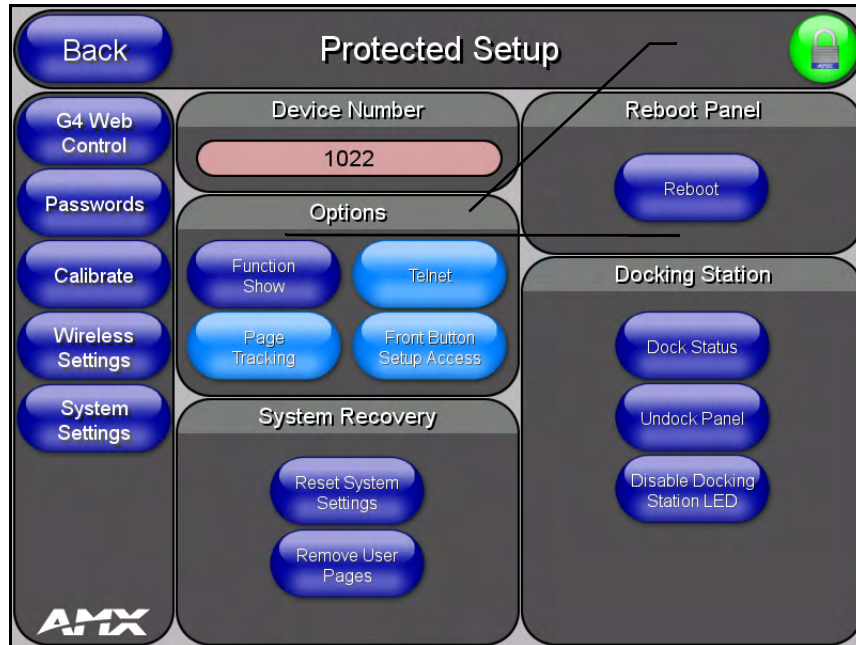 Back
Protected Setup
AMX
G4 Web
Control
Passwords
Calibrate
Wireless
Settings
System
Settings
AMX
Device Number
1022
Options
Function
Show
Telnet
Page
Tracking
Front Button
Setup Access
System Recovery
Reset System
Settings
Remove User
Pages
Reboot Panel
Reboot
Docking Station
Dock Status
Undock Panel
Disable Docking
Station LED